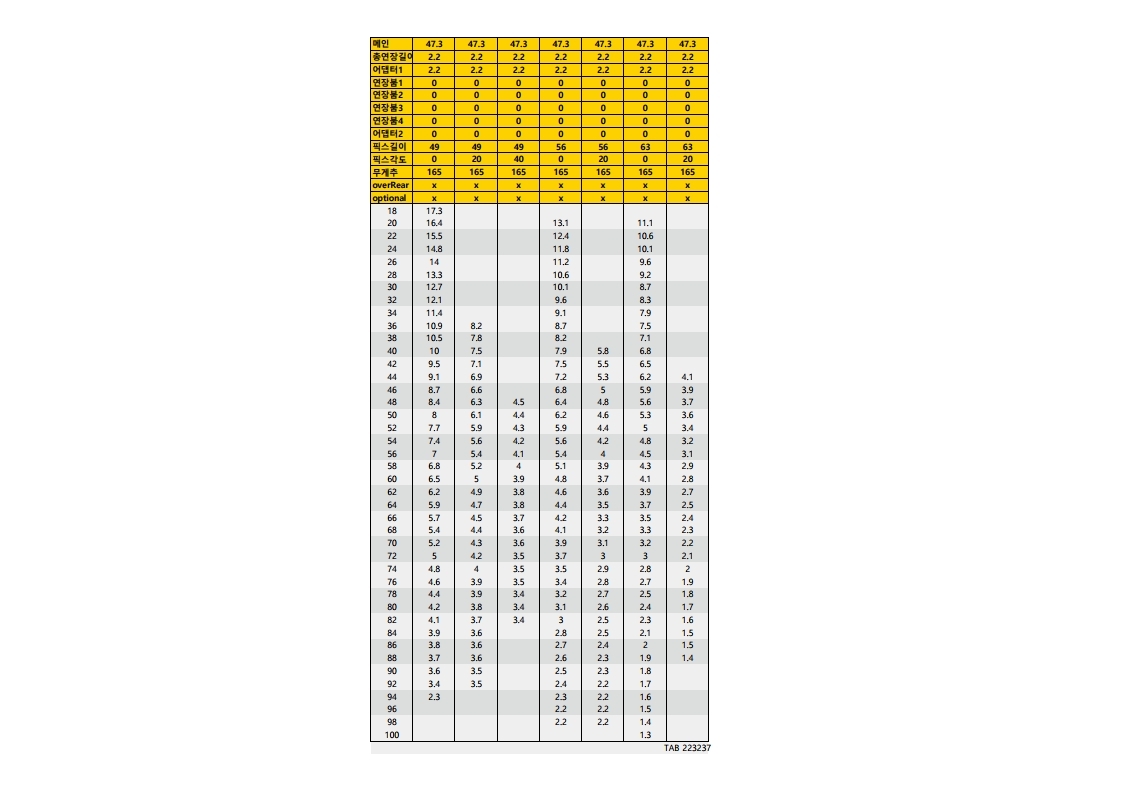 메인 47.3 47.3 47.3 47.3 47.3 47.3 47.3
총연장길이 2.2 2.2 2.2 2.2 2.2 2.2 2.2
어댑터1 2.2 2.2 2.2 2.2 2.2 2.2 2.2
연장붐1 0 0 0 0 0 0 0
연장붐2 0 0 0 0 0 0 0
연장붐3 0 0 0 0 0 0 0
연장붐4 0 0 0 0 0 0 0
어댑터2 0 0 0 0 0 0 0
픽스길이 49 49 49 56 56 63 63
픽스각도 0 20 40 0 20 0 20
무게추 165 165 165 165 165 165 165
overRear x x x x x x x
optional x x x x x x x
18 17.3
20 16.4 13.1 11.1
22 15.5 12.4 10.6
24 14.8 11.8 10.1
26 14 11.2 9.6
28 13.3 10.6 9.2
30 12.7 10.1 8.7
32 12.1 9.6 8.3
34 11.4 9.1 7.9
36 10.9 8.2 8.7 7.5
38 10.5 7.8 8.2 7.1
40 10 7.5 7.9 5.8 6.8
42 9.5 7.1 7.5 5.5 6.5
44 9.1 6.9 7.2 5.3 6.2 4.1
46 8.7 6.6 6.8 5 5.9 3.9
48 8.4 6.3 4.5 6.4 4.8 5.6 3.7
50 8 6.1 4.4 6.2 4.6 5.3 3.6
52 7.7 5.9 4.3 5.9 4.4 5 3.4
54 7.4 5.6 4.2 5.6 4.2 4.8 3.2
56 7 5.4 4.1 5.4 4 4.5 3.1
58 6.8 5.2 4 5.1 3.9 4.3 2.9
60 6.5 5 3.9 4.8 3.7 4.1 2.8
62 6.2 4.9 3.8 4.6 3.6 3.9 2.7
64 5.9 4.7 3.8 4.4 3.5 3.7 2.5
66 5.7 4.5 3.7 4.2 3.3 3.5 2.4
68 5.4 4.4 3.6 4.1 3.2 3.3 2.3
70 5.2 4.3 3.6 3.9 3.1 3.2 2.2
72 5 4.2 3.5 3.7 3 3 2.1
74 4.8 4 3.5 3.5 2.9 2.8 2
76 4.6 3.9 3.5 3.4 2.8 2.7 1.9
78 4.4 3.9 3.4 3.2 2.7 2.5 1.8
80 4.2 3.8 3.4 3.1 2.6 2.4 1.7
82 4.1 3.7 3.4 3 2.5 2.3 1.6
84 3.9 3.6 2.8 2.5 2.1 1.5
86 3.8 3.6 2.7 2.4 2 1.5
88 3.7 3.6 2.6 2.3 1.9 1.4
90 3.6 3.5 2.5 2.3 1.8
92 3.4 3.5 2.4 2.2 1.7
94 2.3 2.3 2.2 1.6
96 2.2 2.2 1.5
98 2.2 2.2 1.4
100 1.3
TAB 223237